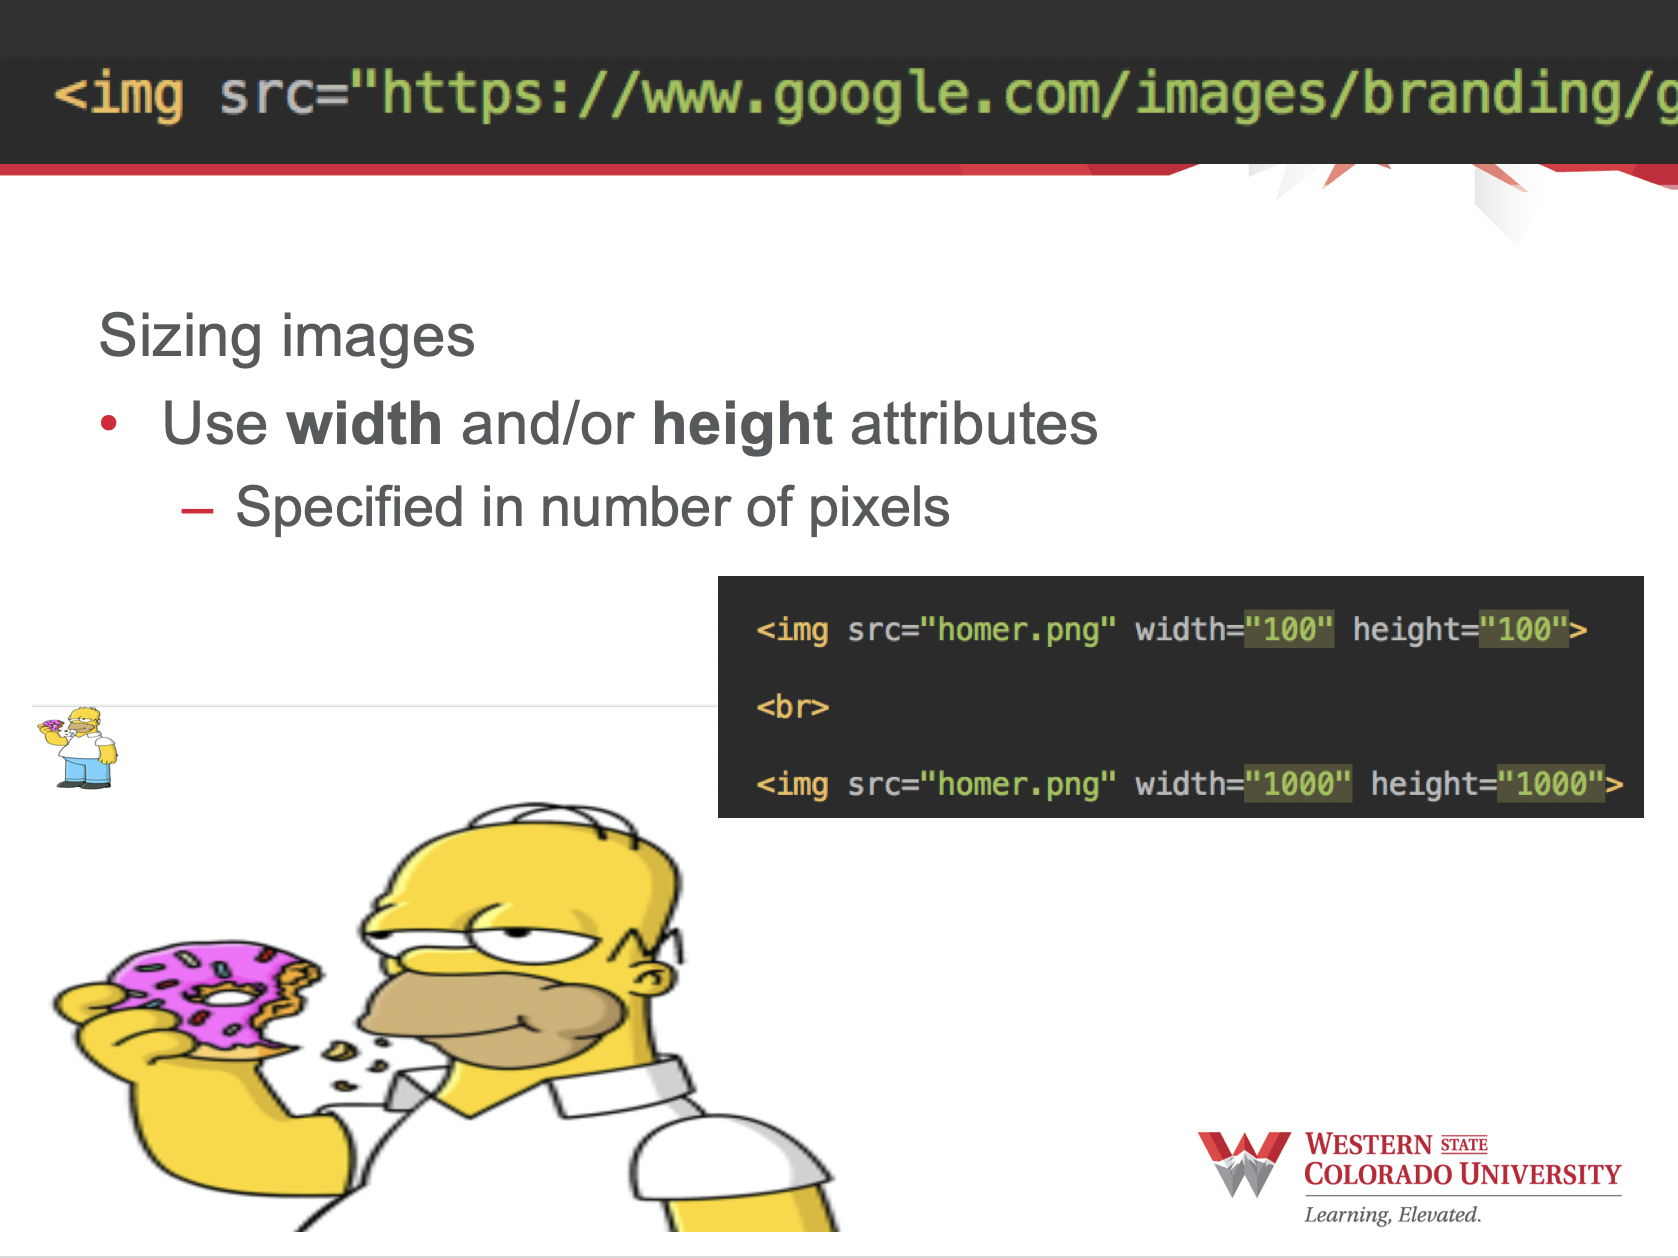 <img src="https://www.google.com/images/branding/g
Sizing images
• Use width and/or height attributes
– Specified in number of pixels
<img src="homer.png" width="100" height="100">
<br>
<img src="homer.png" width="1000" height="1000">
WESTERN STATE
COLORADO UNIVERSITY
Learning, Elevated.